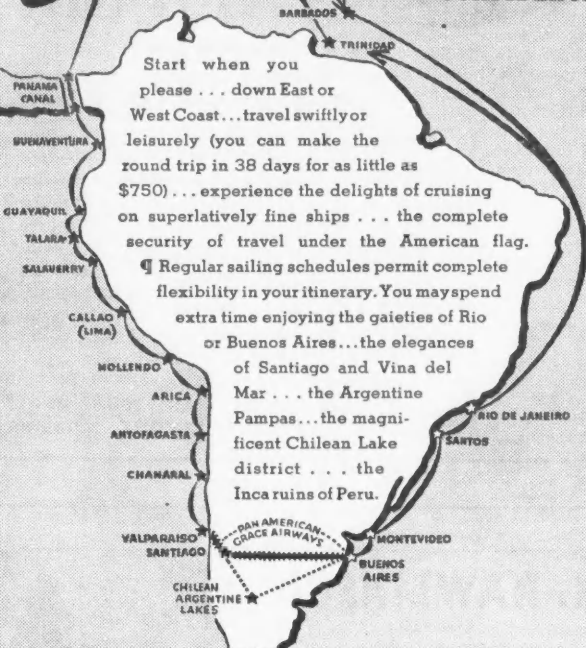 BARBADOS
TRINIDAD
Start when you
please . . . down East or
West Coast...travel swiftly or
leisurely (you can make the
round trip in 38 days for as little as
$750) . . . experience the delights of cruising
on superlatively fine ships . . . the complete
security of travel under the American flag.
¶ Regular sailing schedules permit complete
flexibility in your itinerary. You may spend
extra time enjoying the gaieties of Rio
or Buenos Aires...the elegances
of Santiago and Vina del
Mar . . . the Argentine
Pampas...the magni-
ficent Chilean Lake
district . . . the
Inca ruins of Peru.
PANAMA
CANAL
BUENAVENTURA
GUAYAQUIL
TALARA
SALAVERRY
CALLAO
(LIMA)
MOLLENDO
ARICA
ANTOFAGASTA
CHANARAL
VALPARAISO
SANTIAGO
PAN AMERICAN-
GRACE AIRWAYS
CHILEAN
ARGENTINE
LAKES
RIO DE JANEIRO
SANTOS
MONTEVIDEO
BUENOS
AIRES